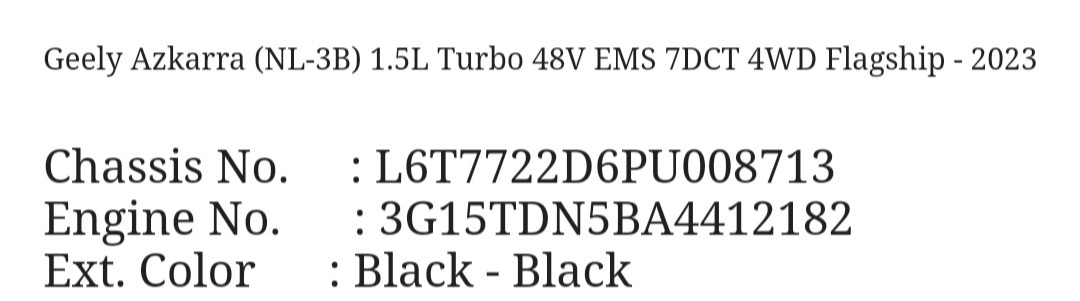 Geely Azkarra (NL-3B) 1.5L Turbo 48V EMS 7DCT 4WD Flagship - 2023
Chassis No. : L6T7722D6PU008713
Engine No. : 3G15TDN5BA4412182
Ext. Color : Black - Black